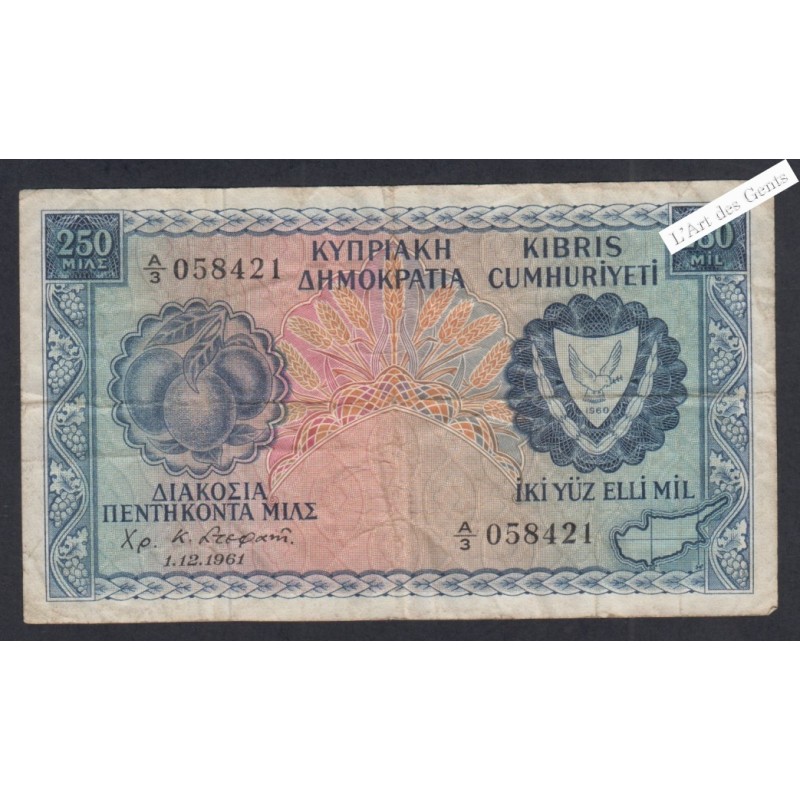 L'Art des Gents
250
ΜΙΛΣ
MIL
A/3 058421
ΚΥΠΡΙΑΚΗ
ΔΗΜΟΚΡΑΤΙΑ
KIBRIS
CUMHURİYETİ
1960
ΔΙΑΚΟΣΙΑ
ΠΕΝΤΗΚΟΝΤΑ ΜΙΛΣ
İKİ YÜZ ELLİ MİL
A/3 058421
Χρ. Κ.
1.12.1961